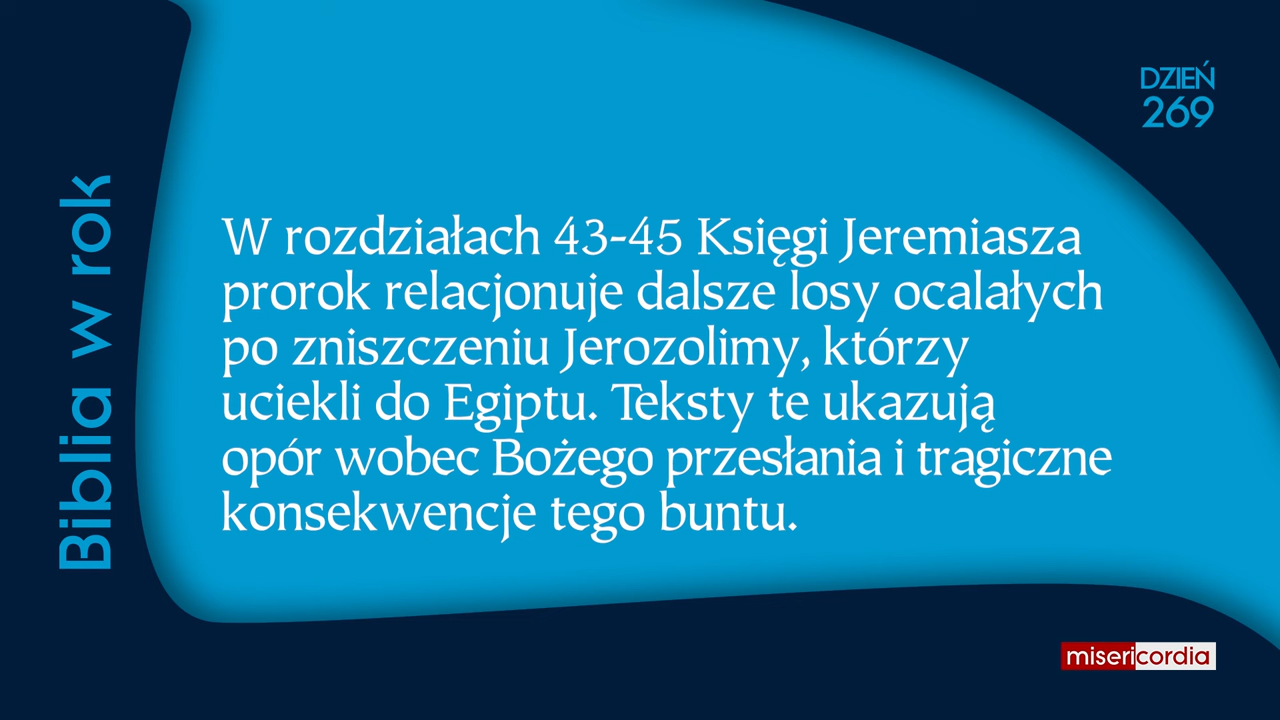 Biblia w rok
DZIEŃ
269
W rozdziałach 43-45 Księgi Jeremiasza
prorok relacjonuje dalsze losy ocalałych
po zniszczeniu Jerozolimy, którzy
uciekli do Egiptu. Teksty te ukazują
opór wobec Bożego przesłania i tragiczne
konsekwencje tego buntu.
misericordia